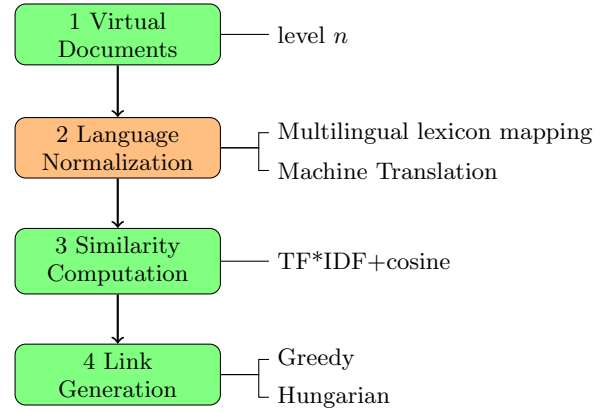 1 Virtual
Documents
level n
2 Language
Normalization
Multilingual lexicon mapping
Machine Translation
3 Similarity
Computation
TF*IDF+cosine
4 Link
Generation
Greedy
Hungarian